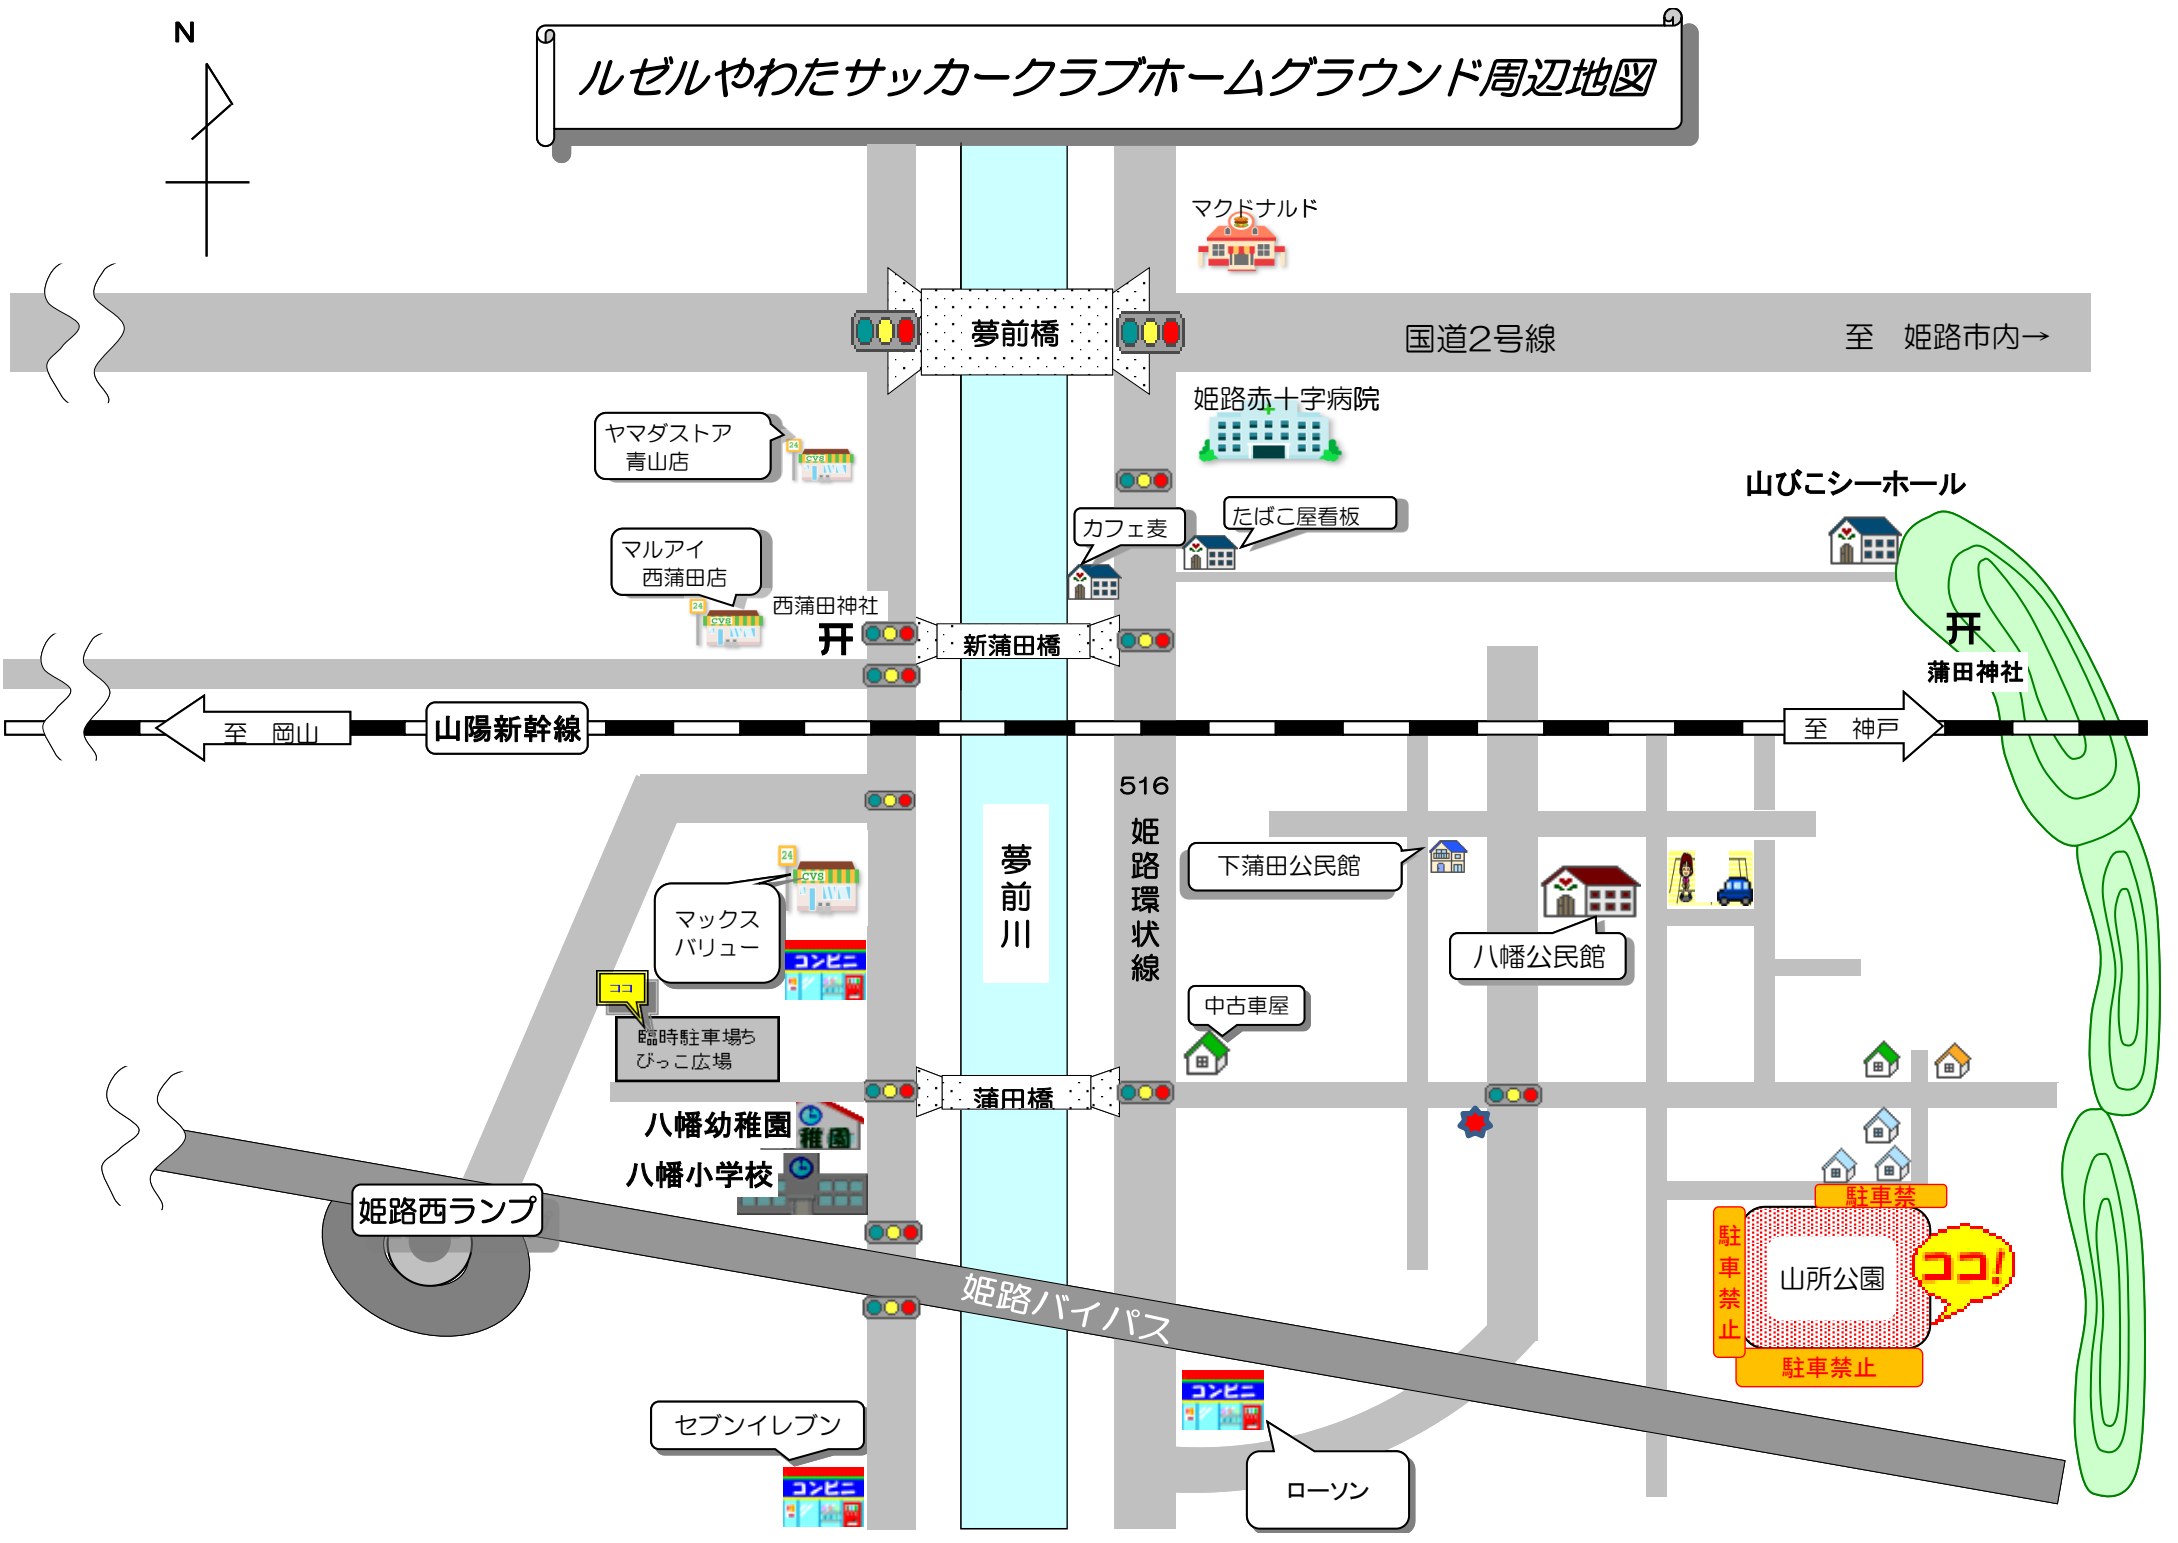 N
ルゼルやわたサッカークラブホームグラウンド周辺地図
マクドナルド
夢前橋
国道2号線
至　姫路市内→
姫路赤十字病院
ヤマダストア
青山店
山びこシーホール
たばこ屋看板
カフェ麦
マルアイ
西蒲田店
西蒲田神社
新蒲田橋
蒲田神社
至　岡山
山陽新幹線
至　神戸
516
姫路環状線
夢前川
下蒲田公民館
八幡公民館
24
CVS
24
CVS
24
CVS
マックス
バリュー
コンビニ
ココ
臨時駐車場ち
びっこ広場
中古車屋
蒲田橋
八幡幼稚園
稚園
八幡小学校
姫路西ランプ
姫路バイパス
駐車禁
駐車禁止
山所公園
ココ!
駐車禁止
コンビニ
ローソン
セブンイレブン
コンビニ